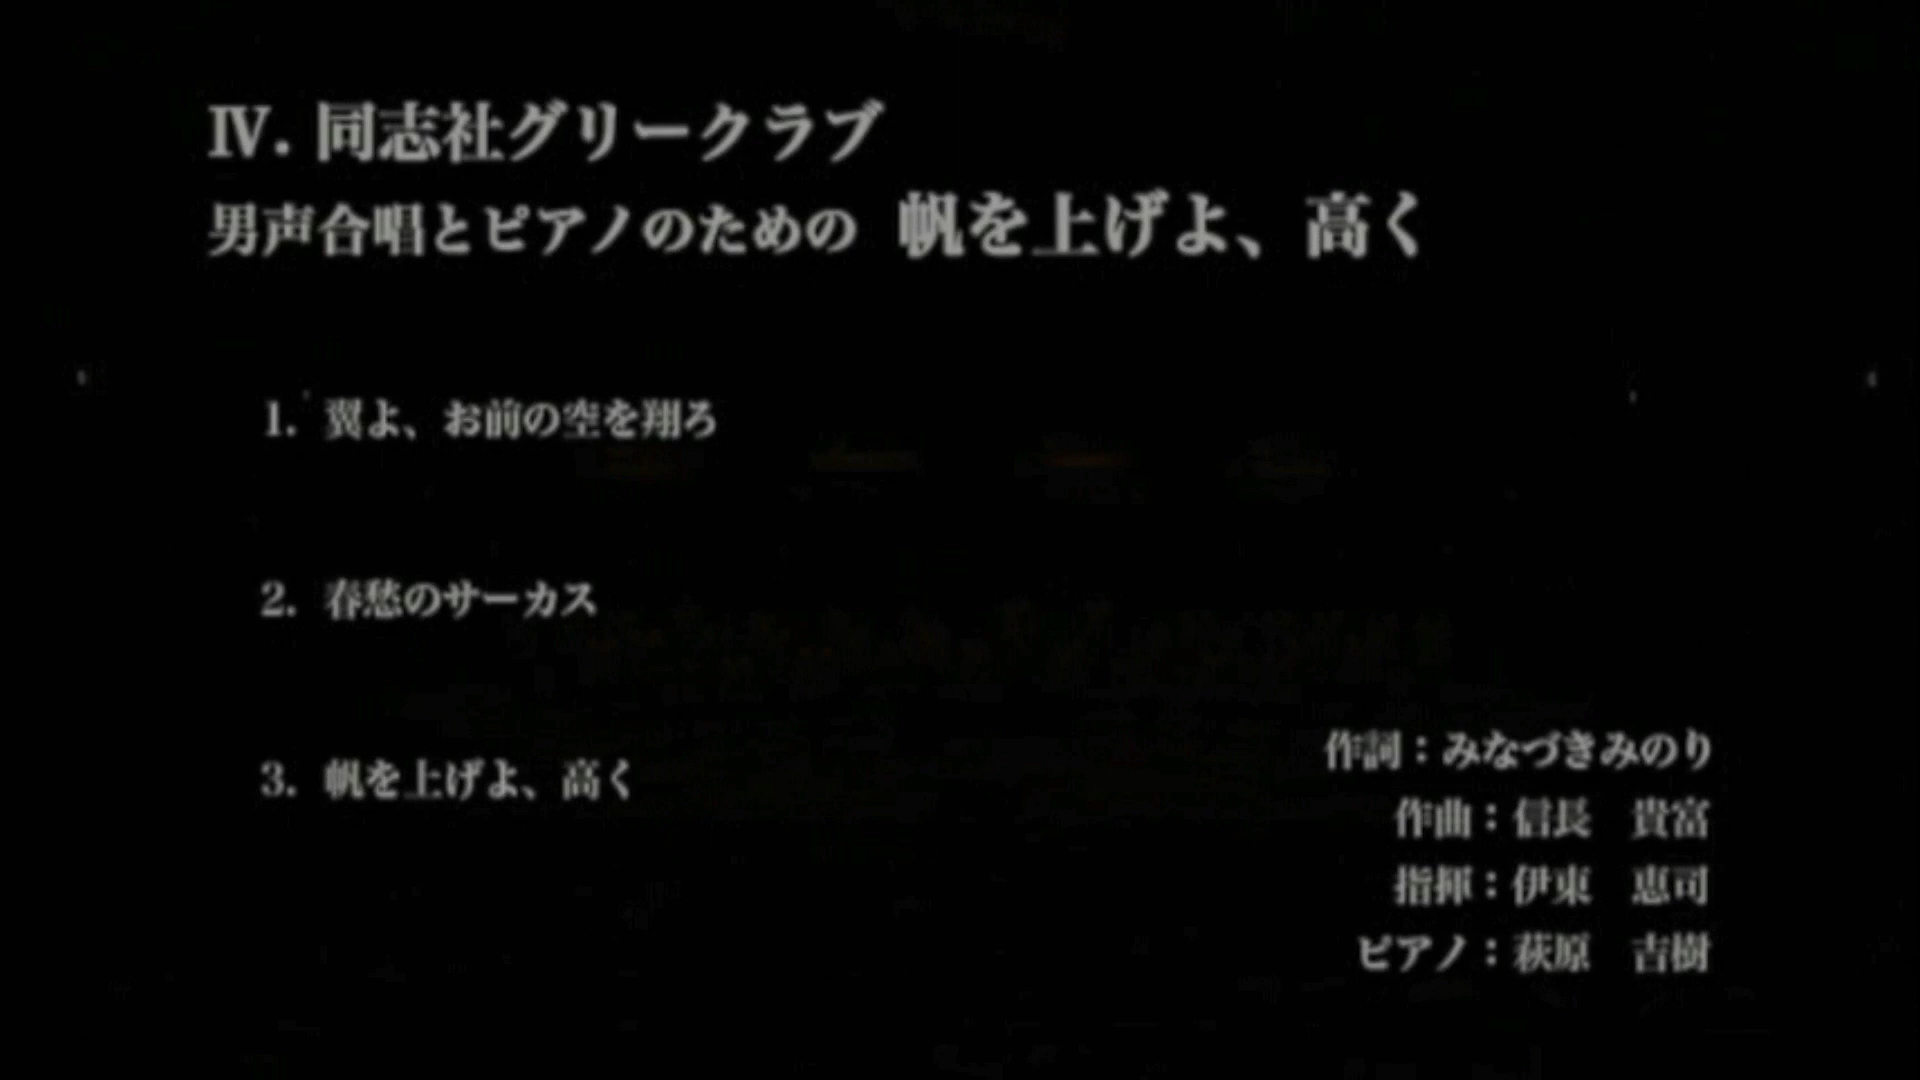 Ⅳ. 同志社グリークラブ
男声合唱とピアノのための 帆を上げよ、高く
1. 翼よ、お前の空を翔ろ
2. 春愁のサーカス
3. 帆を上げよ、高く
作詞：みなづきみのり
作曲：信長　貴富
指揮：伊東　恵司
ピアノ：萩原　吉樹